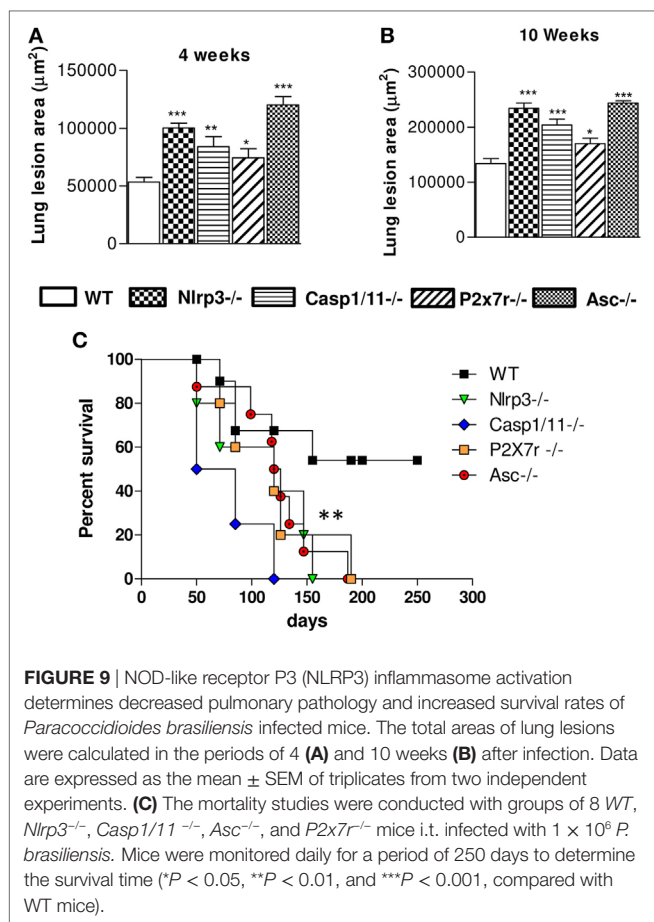 A
4 weeks
Lung lesion area (μm²)
150000
100000
50000
0
***
**
*
***
B
10 Weeks
Lung lesion area (μm²)
300000
200000
100000
0
***
***
*
***
WT Nlrp3-/- Casp1/11-/- P2x7r-/- Asc-/-
C
Percent survival
100
80
60
40
20
0
**
0 50 100 150 200 250 300
days
WT
Nlrp3-/-
Casp1/11-/-
P2X7r -/-
Asc-/-
FIGURE 9 | NOD-like receptor P3 (NLRP3) inflammasome activation
determines decreased pulmonary pathology and increased survival rates of
Paracoccidioides brasiliensis infected mice. The total areas of lung lesions
were calculated in the periods of 4 (A) and 10 weeks (B) after infection. Data
are expressed as the mean ± SEM of triplicates from two independent
experiments. (C) The mortality studies were conducted with groups of 8 WT,
Nlrp3⁻/⁻, Casp1/11 ⁻/⁻, Asc⁻/⁻, and P2x7r⁻/⁻ mice i.t. infected with 1 × 10⁶ P.
brasiliensis. Mice were monitored daily for a period of 250 days to determine
the survival time (*P < 0.05, **P < 0.01, and ***P < 0.001, compared with
WT mice).